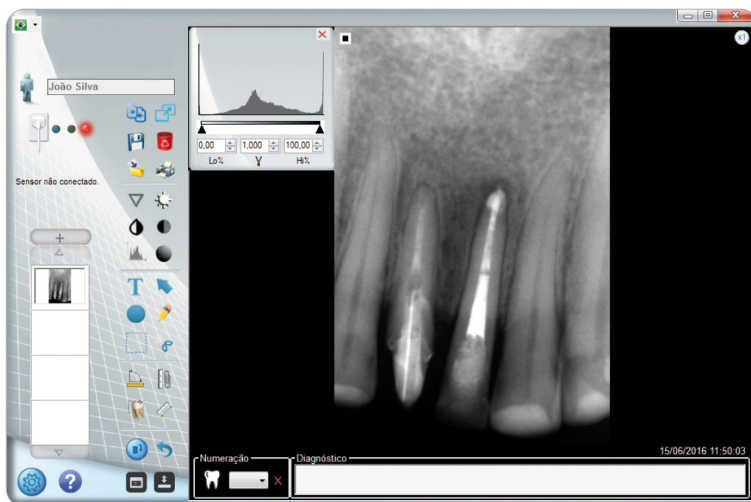 x1
João Silva
0,00
1,000
100,00
Lo%
γ
Hi%
Sensor não conectado.
T
15/06/2016 11:50:03
Numeração
Diagnóstico